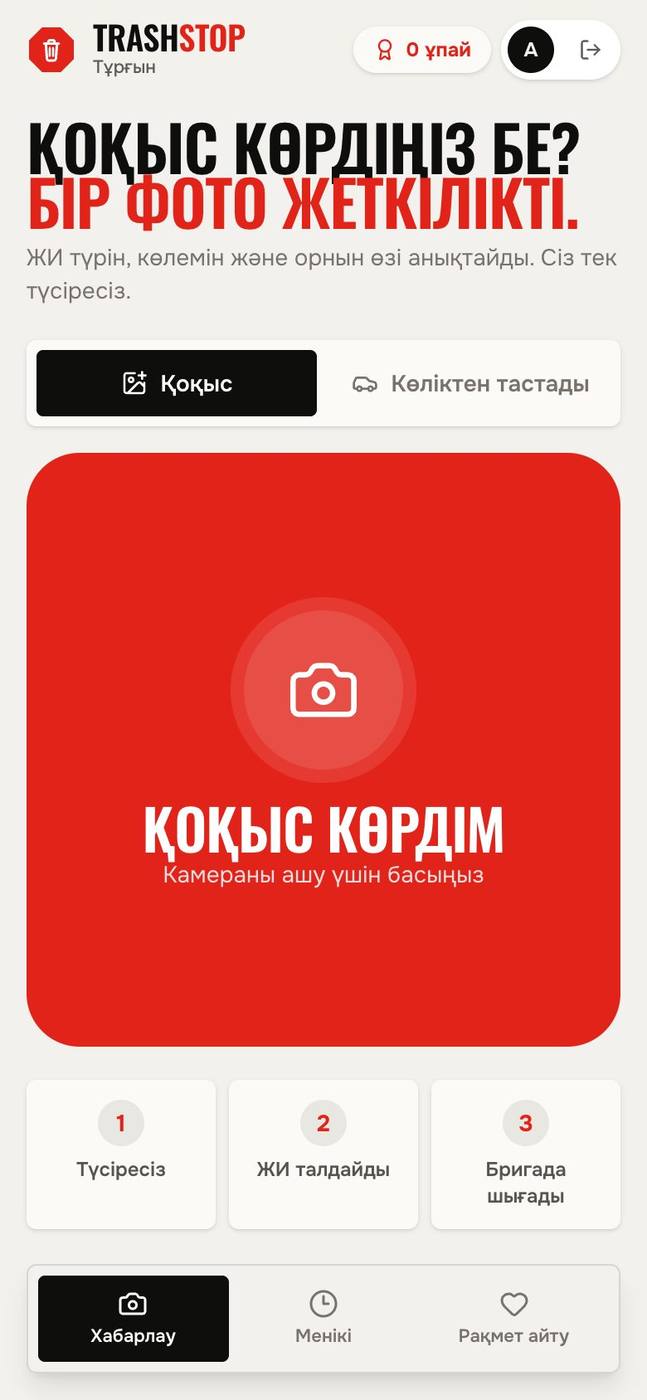 TRASHSTOP
Тұрғын
0 ұпай
A
ҚОҚЫС КӨРДІҢІЗ БЕ?
БІР ФОТО ЖЕТКІЛІКТІ.
ЖИ түрін, көлемін және орнын өзі анықтайды. Сіз тек
түсіресіз.
Қоқыс
Көліктен тастады
ҚОҚЫС КӨРДІМ
Камераны ашу үшін басыңыз
1
Түсіресіз
2
ЖИ талдайды
3
Бригада
шығады
Хабарлау
Менікі
Рақмет айту